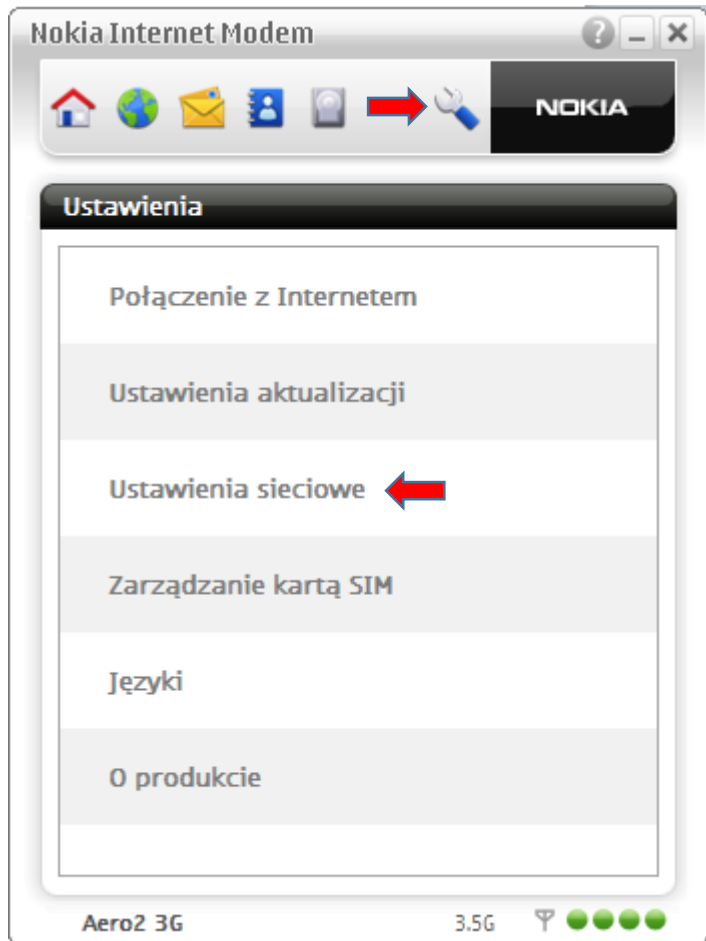 Nokia Internet Modem
NOKIA
Ustawienia
Połączenie z Internetem
Ustawienia aktualizacji
Ustawienia sieciowe
Zarządzanie kartą SIM
Języki
O produkcie
Aero2 3G 3.5G